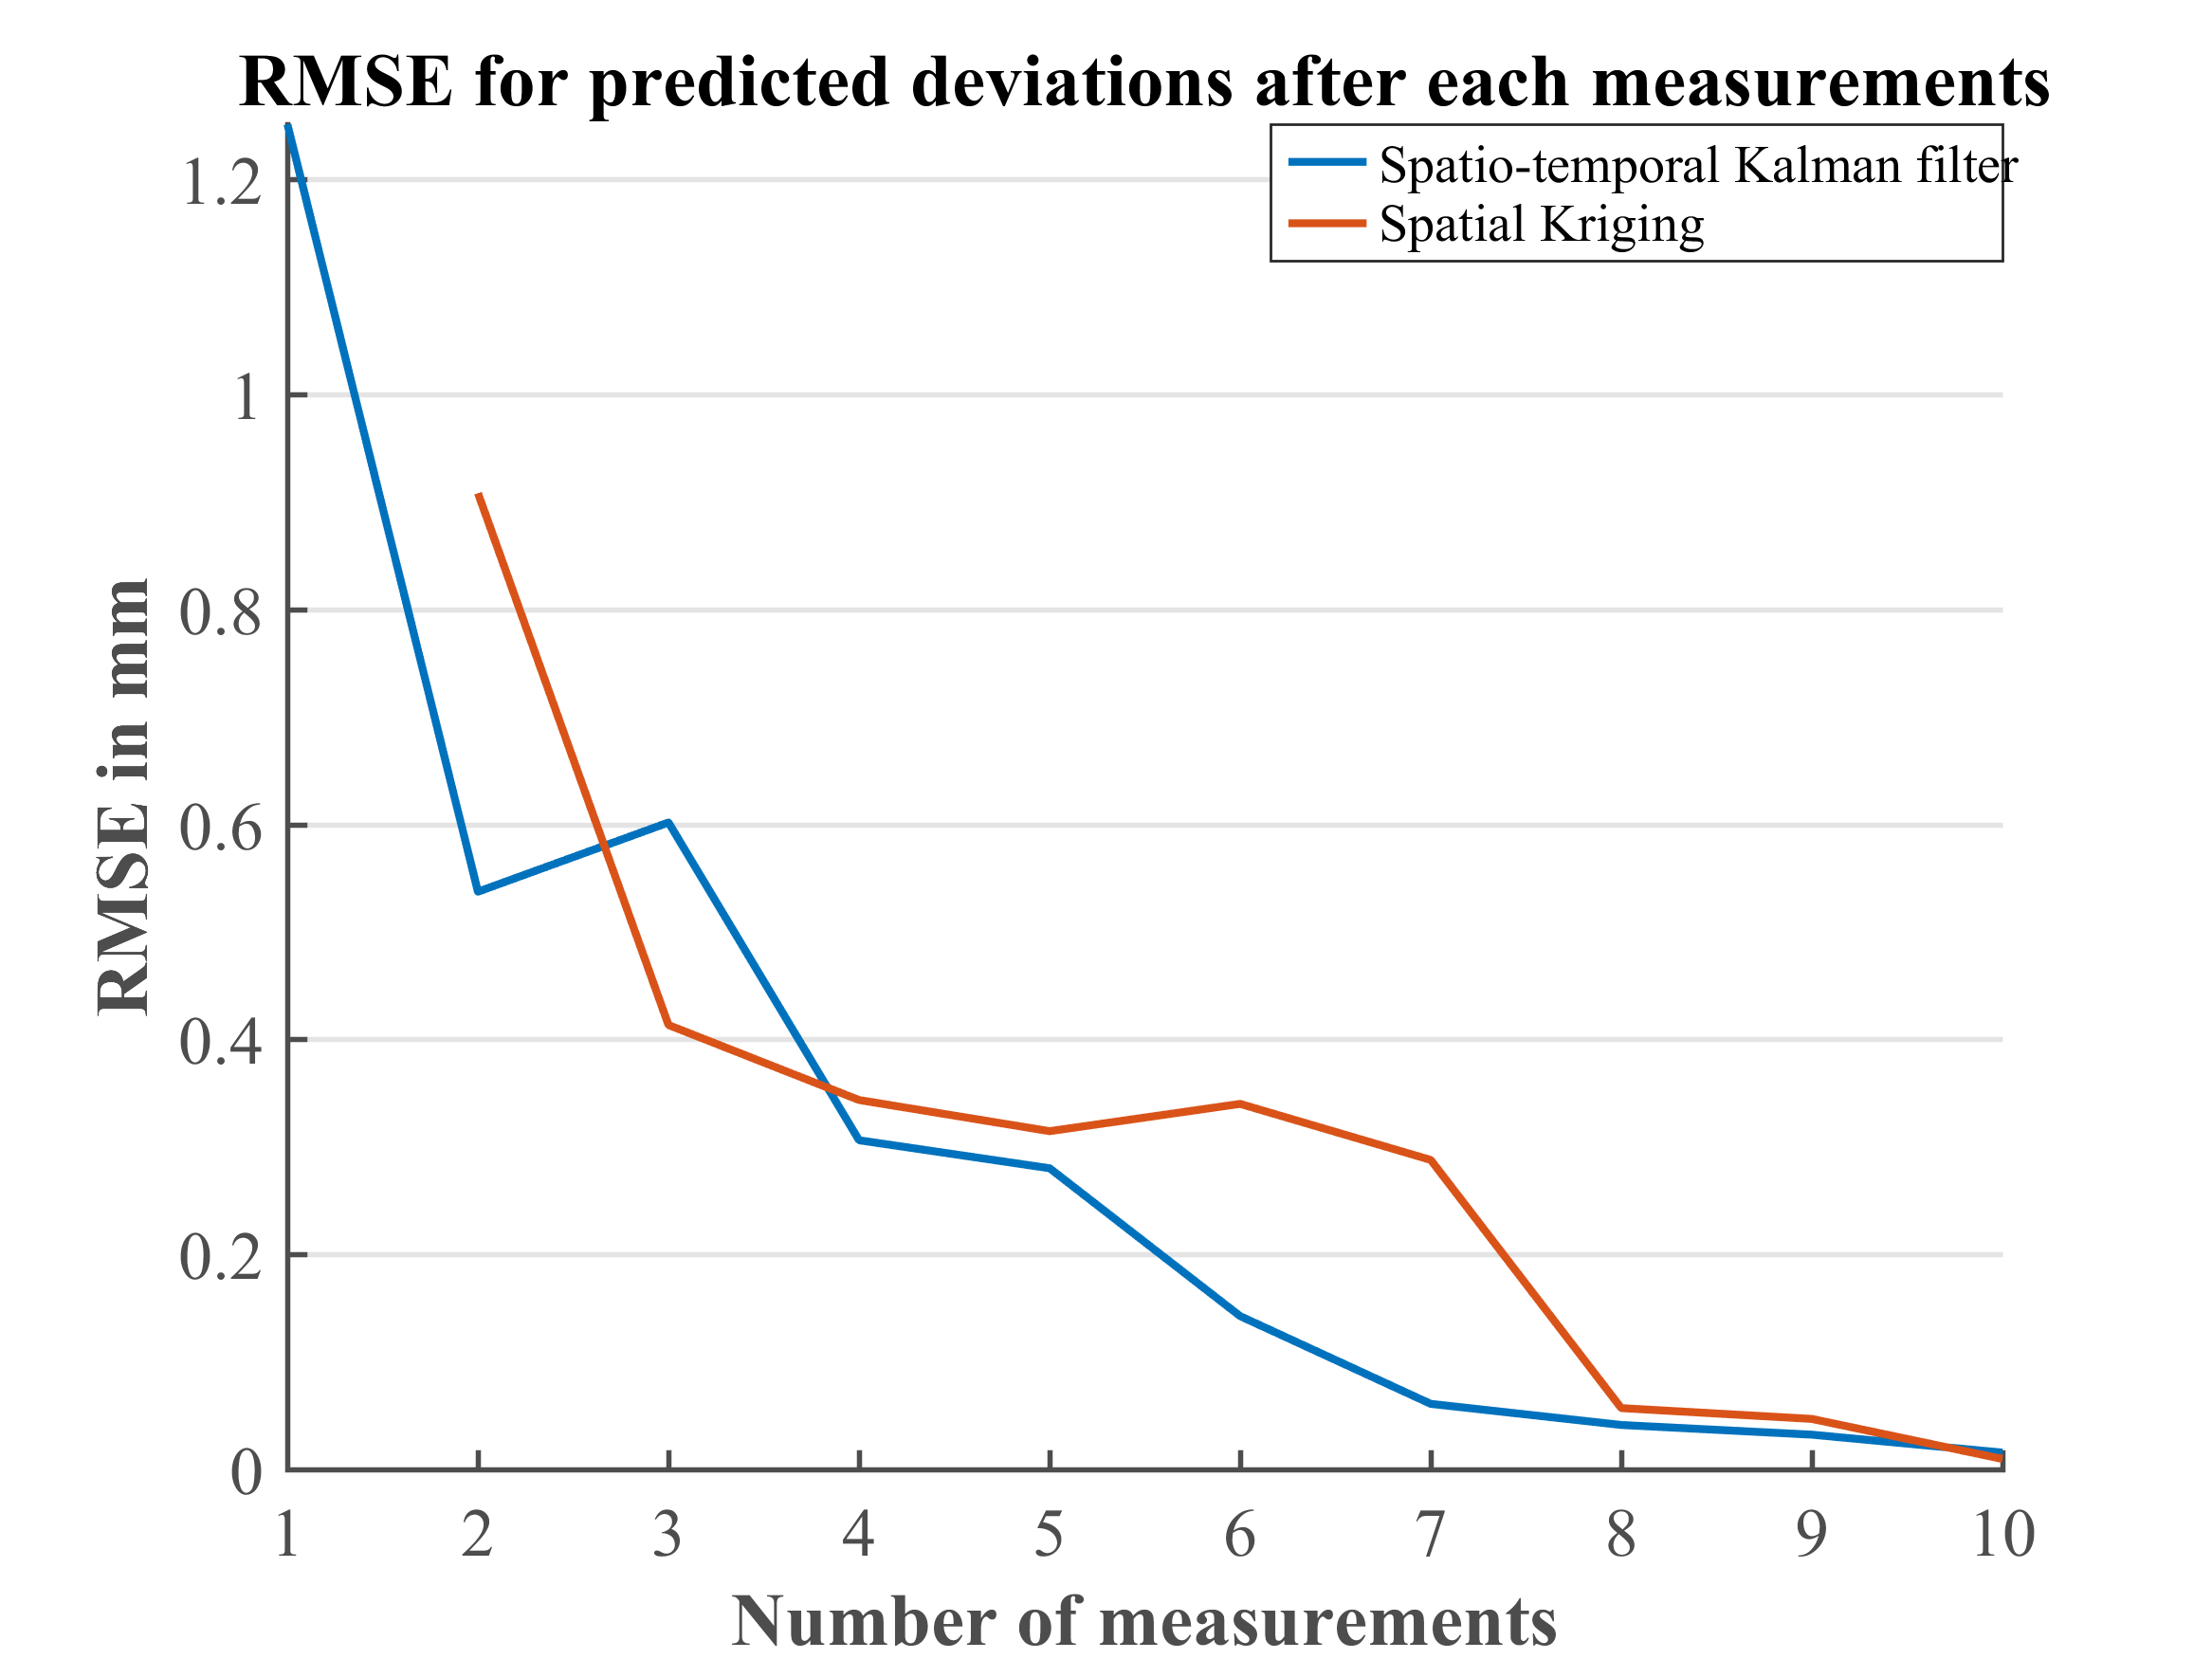 RMSE for predicted deviations after each measurements
Spatio-temporal Kalman filter
Spatial Kriging
1.2
1
0.8
0.6
0.4
0.2
0
RMSE in mm
1 2 3 4 5 6 7 8 9 10
Number of measurements